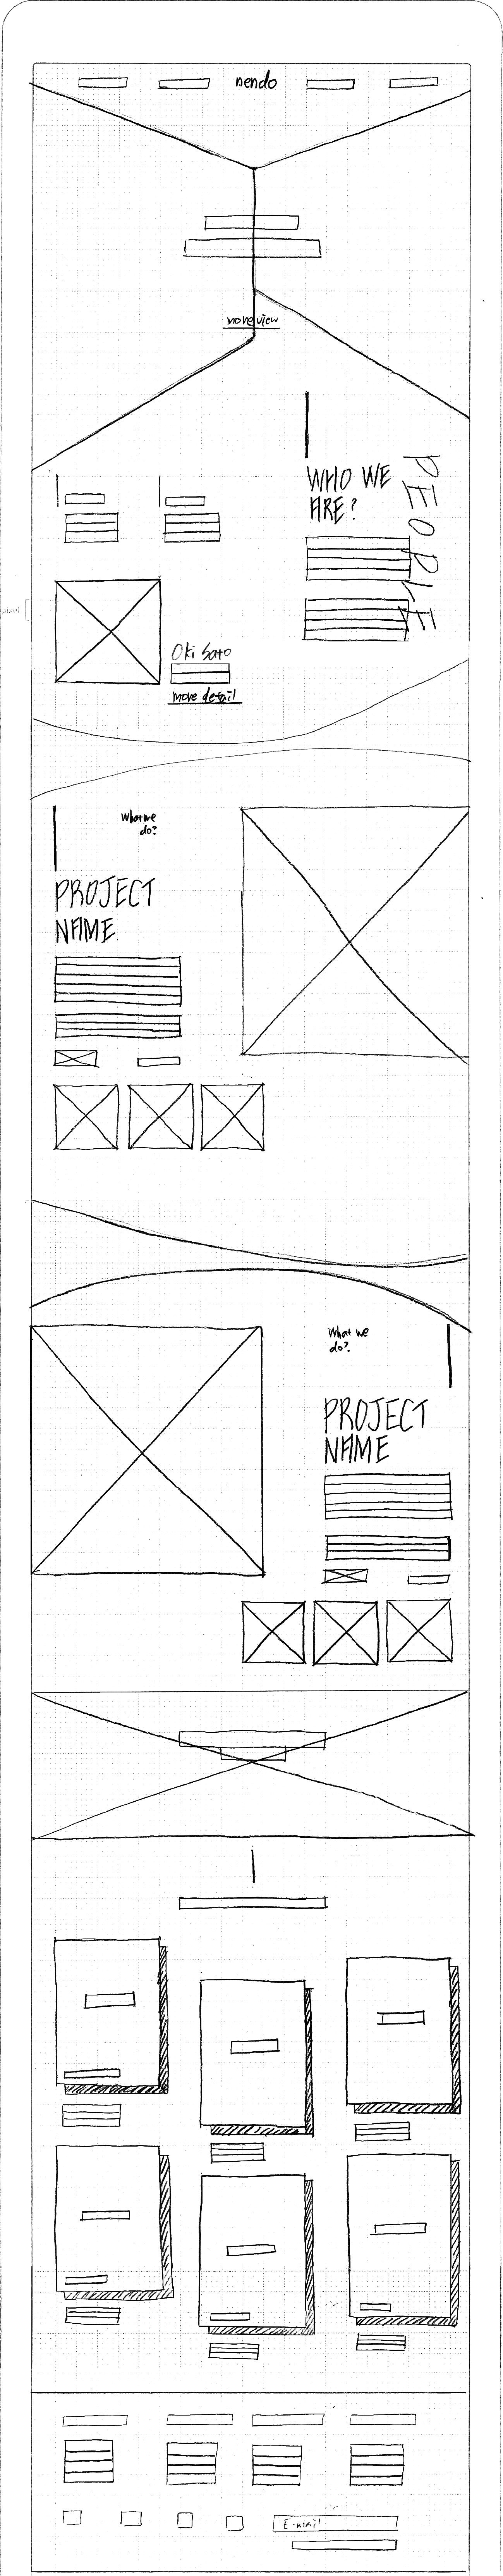 nendo
more view
WHO WE
ARE?
PEOPLE
Oki Sato
more detail
What we
do?
PROJECT
NAME
What we
do?
PROJECT
NAME
E-mail